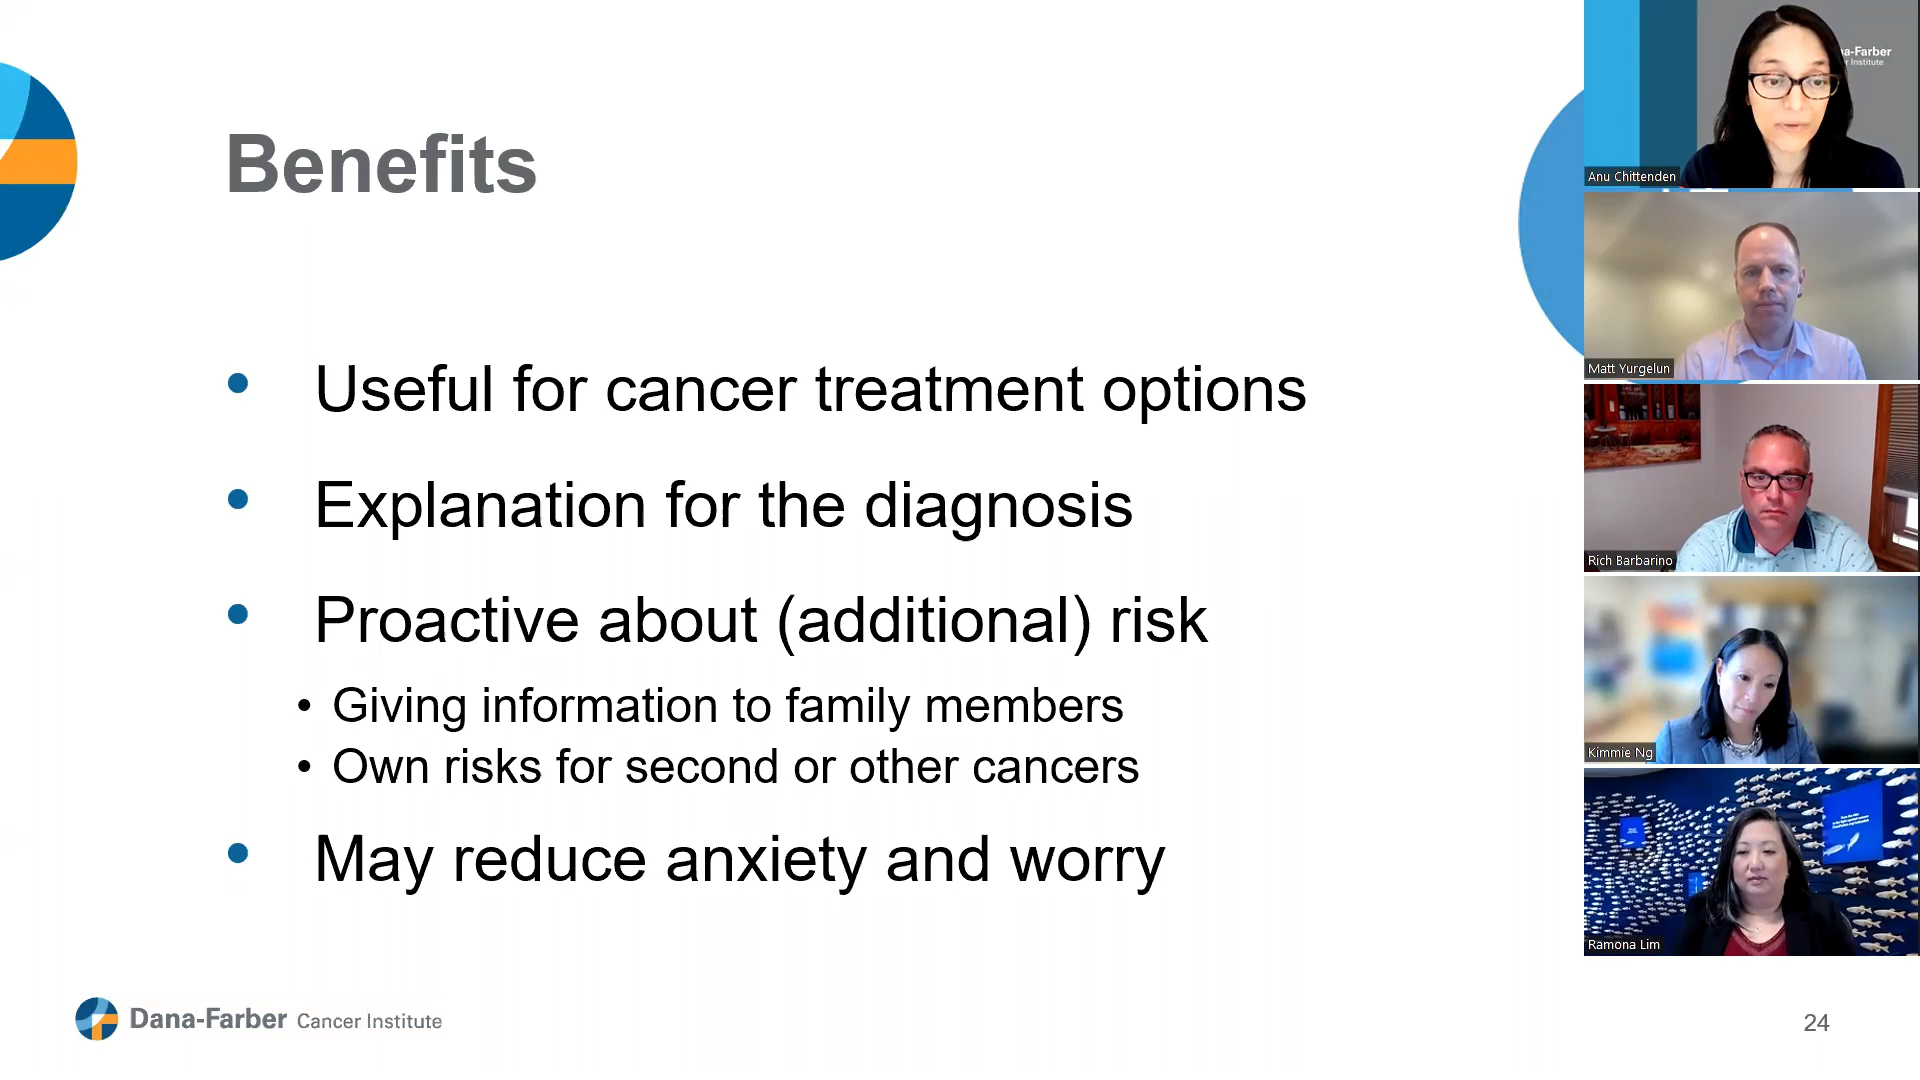 Benefits
• Useful for cancer treatment options
• Explanation for the diagnosis
• Proactive about (additional) risk
• Giving information to family members
• Own risks for second or other cancers
• May reduce anxiety and worry
Dana-Farber Cancer Institute
24
a-Farber
r Institute
Anu Chittenden
Matt Yurgelun
Rich Barbarino
Kimmie Ng
Ramona Lim